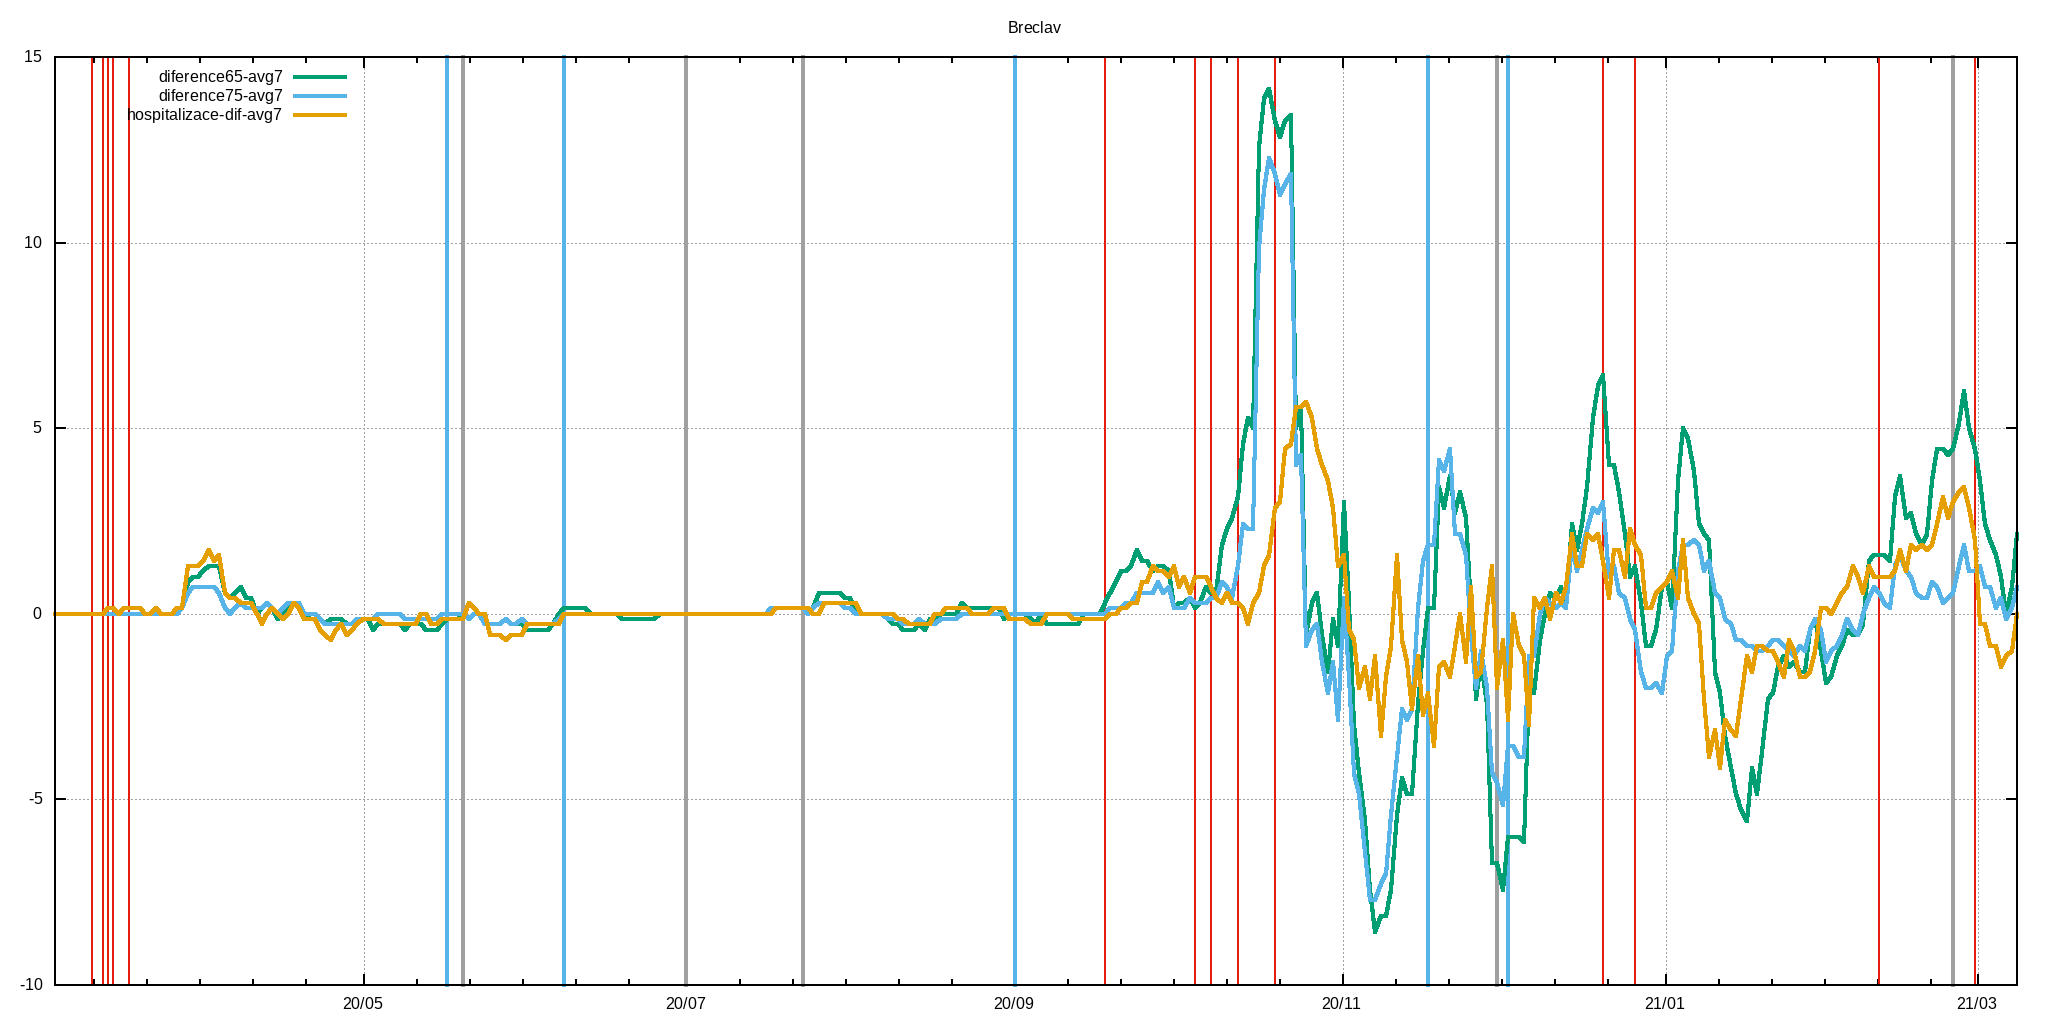 Breclav
15
diference65-avg7
diference75-avg7
hospitalizace-dif-avg7
10
5
0
-5
-10
20/05 20/07 20/09 20/11 21/01 21/03